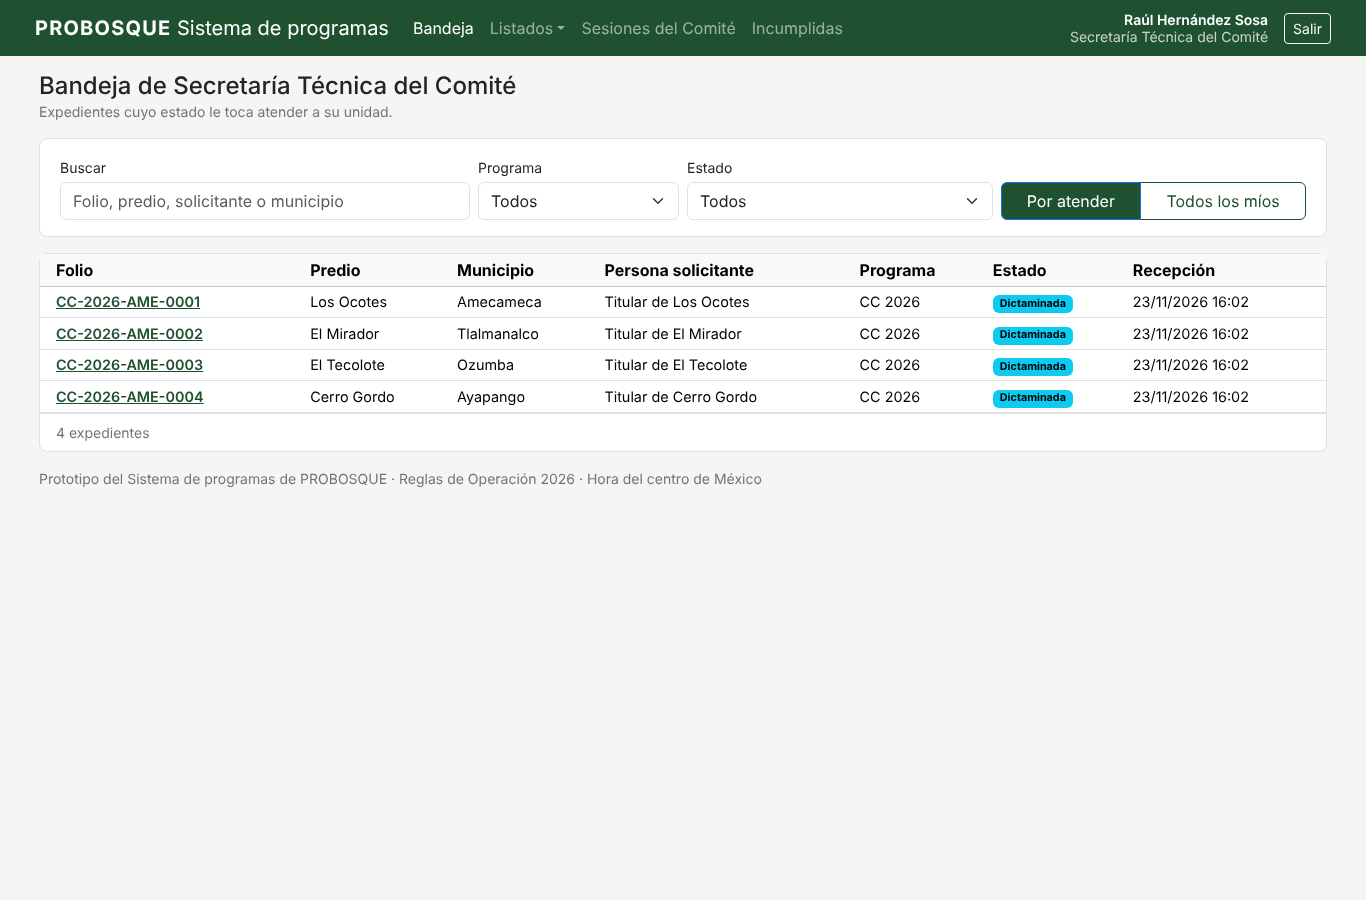 PROBOSQUE Sistema de programas Bandeja Listados Sesiones del Comité Incumplidas Raúl Hernández Sosa Salir
Secretaría Técnica del Comité
Bandeja de Secretaría Técnica del Comité
Expedientes cuyo estado le toca atender a su unidad.
Buscar Programa Estado
Folio, predio, solicitante o municipio Todos Todos Por atender Todos los míos
Folio Predio Municipio Persona solicitante Programa Estado Recepción
CC-2026-AME-0001 Los Ocotes Amecameca Titular de Los Ocotes CC 2026 Dictaminada 23/11/2026 16:02
CC-2026-AME-0002 El Mirador Tlalmanalco Titular de El Mirador CC 2026 Dictaminada 23/11/2026 16:02
CC-2026-AME-0003 El Tecolote Ozumba Titular de El Tecolote CC 2026 Dictaminada 23/11/2026 16:02
CC-2026-AME-0004 Cerro Gordo Ayapango Titular de Cerro Gordo CC 2026 Dictaminada 23/11/2026 16:02
4 expedientes
Prototipo del Sistema de programas de PROBOSQUE · Reglas de Operación 2026 · Hora del centro de México